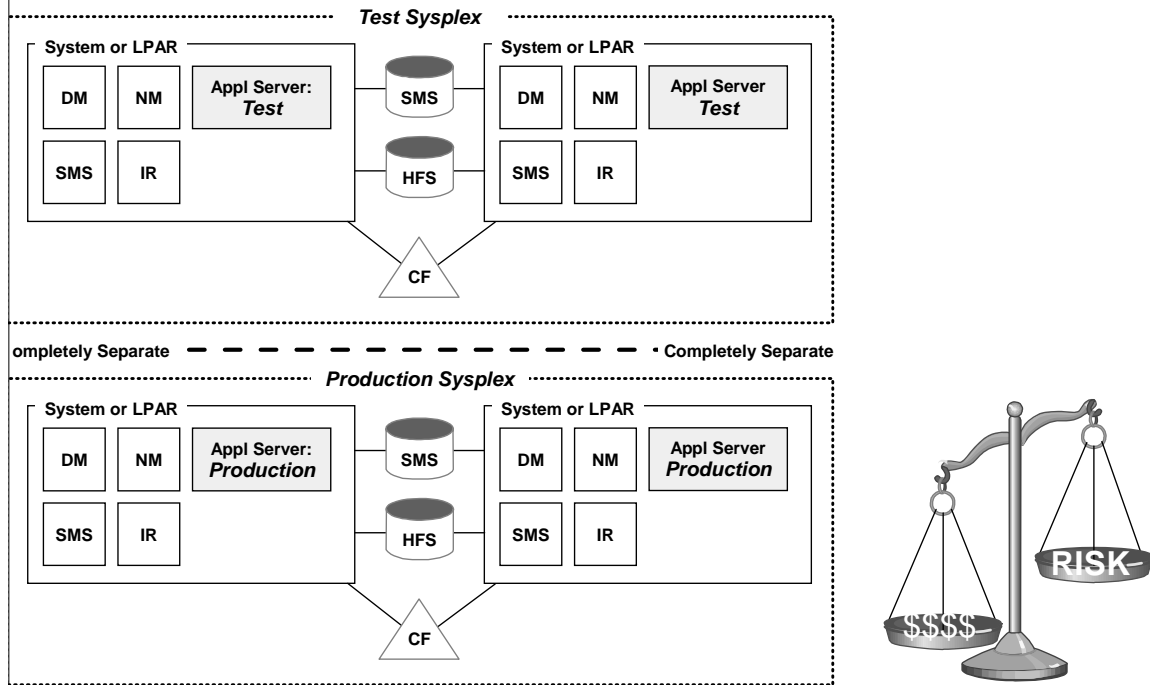 Test Sysplex
System or LPAR
System or LPAR
DM
NM
Appl Server:
Test
SMS
DM
NM
Appl Server
Test
SMS
IR
HFS
SMS
IR
CF
ompletely Separate
Completely Separate
Production Sysplex
System or LPAR
System or LPAR
DM
NM
Appl Server:
Production
SMS
DM
NM
Appl Server
Production
SMS
IR
HFS
SMS
IR
CF
RISK
$$$$